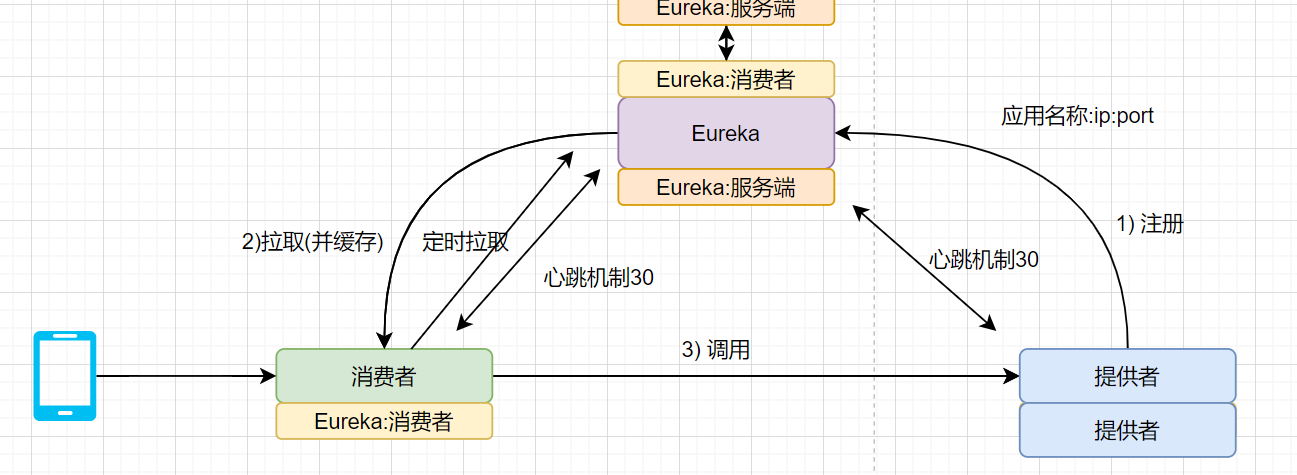 Eureka:服务端
Eureka:消费者
Eureka
Eureka:服务端
应用名称:ip:port
1) 注册
2)拉取(并缓存)
定时拉取
心跳机制30
心跳机制30
3) 调用
消费者
Eureka:消费者
提供者
提供者